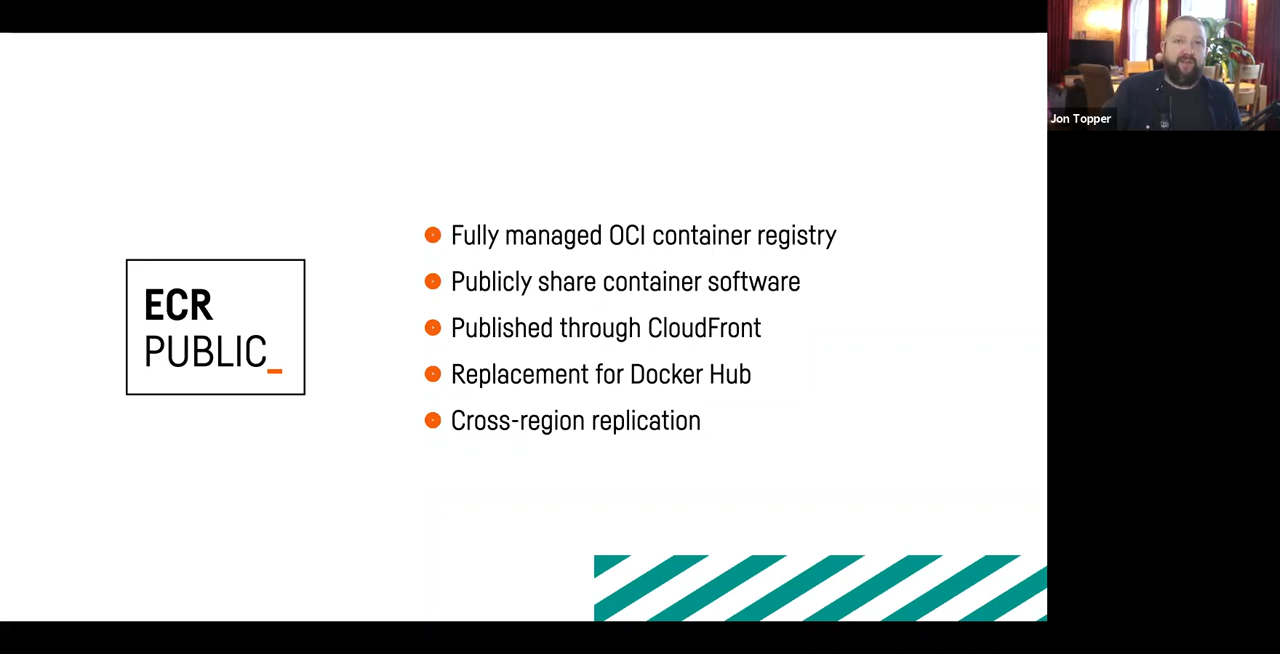 ECR
PUBLIC_
Fully managed OCI container registry
Publicly share container software
Published through CloudFront
Replacement for Docker Hub
Cross-region replication
Jon Topper